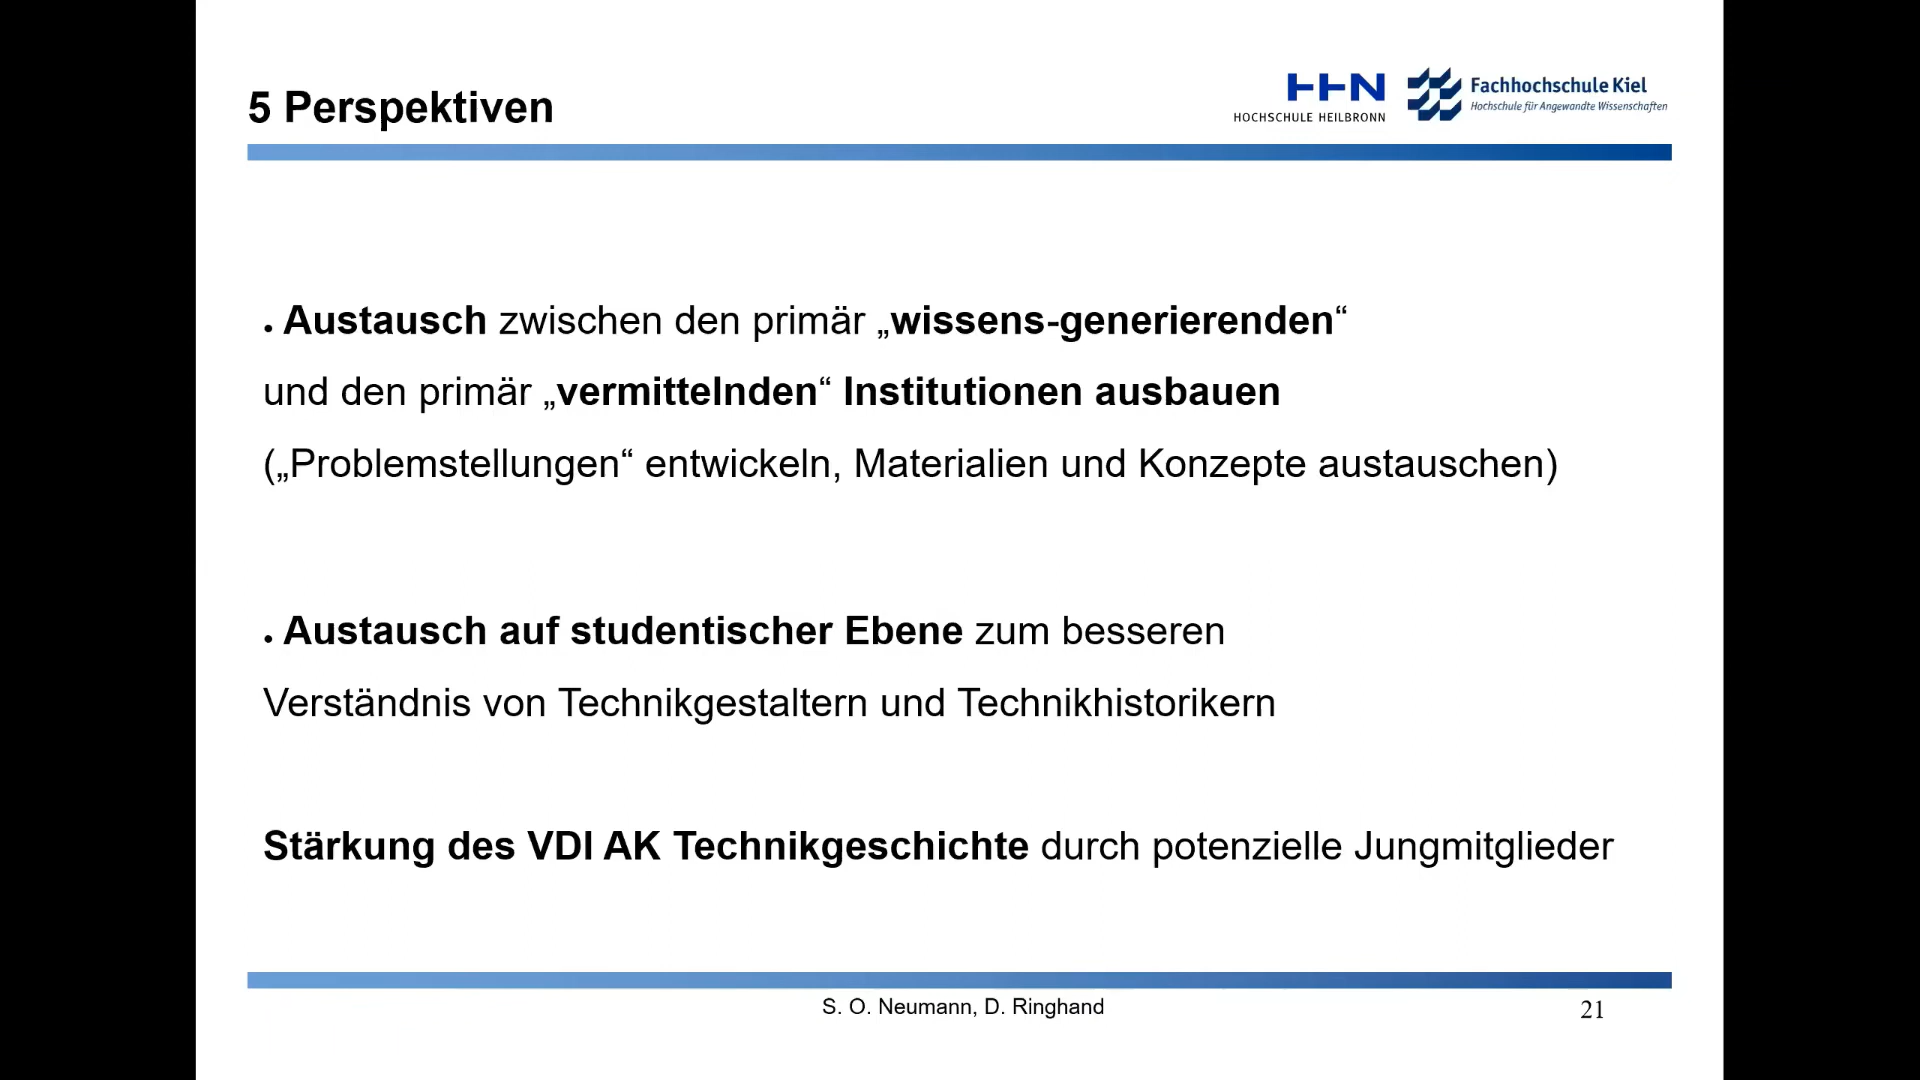 5 Perspektiven
HHN
HOCHSCHULE HEILBRONN
Fachhochschule Kiel
Hochschule für Angewandte Wissenschaften
• Austausch zwischen den primär „wissens-generierenden“
und den primär „vermittelnden“ Institutionen ausbauen
(„Problemstellungen“ entwickeln, Materialien und Konzepte austauschen)
• Austausch auf studentischer Ebene zum besseren
Verständnis von Technikgestaltern und Technikhistorikern
Stärkung des VDI AK Technikgeschichte durch potenzielle Jungmitglieder
S. O. Neumann, D. Ringhand
21